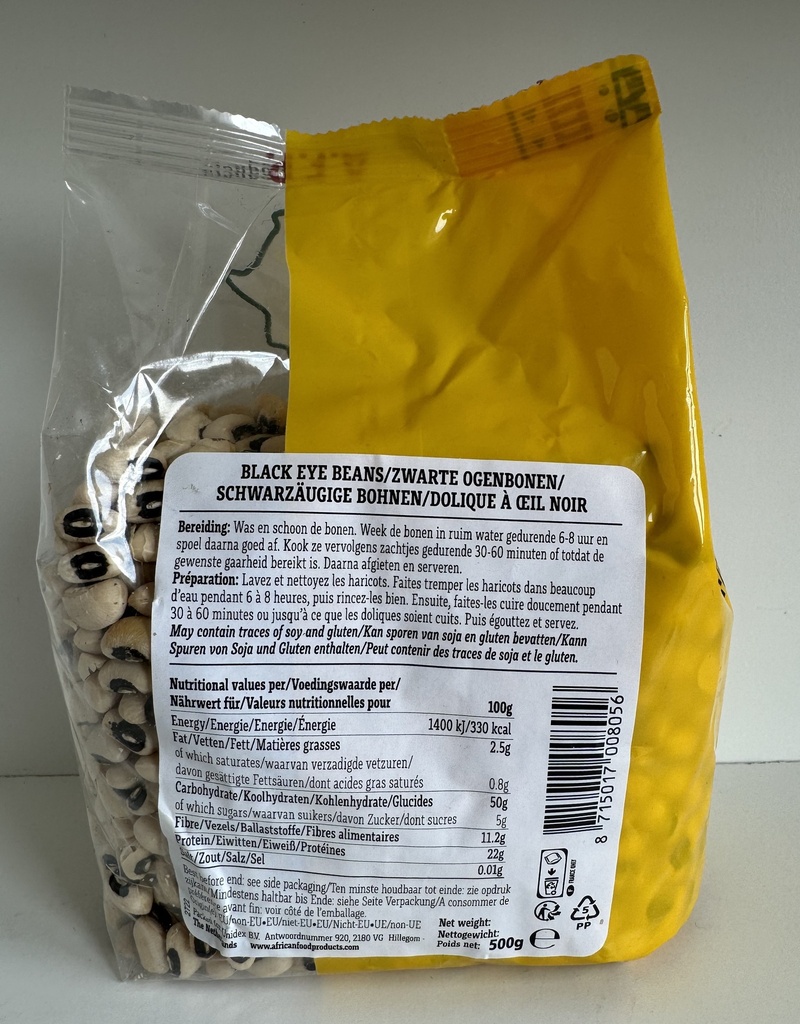 BLACK EYE BEANS/ZWARTE OGENBONEN/
SCHWARZÄUGIGE BOHNEN/DOLIQUE À ŒIL NOIR
Bereiding: Was en schoon de bonen. Week de bonen in ruim water gedurende 6-8 uur en
spoel daarna goed af. Kook ze vervolgens zachtjes gedurende 30-60 minuten of totdat de
gewenste gaarheid bereikt is. Daarna afgieten en serveren.
Préparation: Lavez et nettoyez les haricots. Faites tremper les haricots dans beaucoup
d'eau pendant 6 à 8 heures, puis rincez-les bien. Ensuite, faites-les cuire doucement pendant
30 à 60 minutes ou jusqu'à ce que les doliques soient cuits. Puis égouttez et servez.
May contain traces of soy and gluten/Kan sporen van soja en gluten bevatten/Kann
Spuren von Soja und Gluten enthalten/Peut contenir des traces de soja et le gluten.
Nutritional values per/Voedingswaarde per/
Nährwert für/Valeurs nutritionnelles pour 100g
Energy/Energie/Energie/Énergie 1400 kJ/330 kcal
Fat/Vetten/Fett/Matières grasses 2.5g
of which saturates/waarvan verzadigde vetzuren/
davon gesättigte Fettsäuren/dont acides gras saturés 0.8g
Carbohydrate/Koolhydraten/Kohlenhydrate/Glucides 50g
of which sugars/waarvan suikers/davon Zucker/dont sucres 5g
Fibre/Vezels/Ballaststoffe/Fibres alimentaires 11.2g
Protein/Eiwitten/Eiweiß/Protéines 22g
/Zout/Salz/Sel 0.01g
Best before end: see side packaging/Ten minste houdbaar tot einde: zie opdruk
/Mindestens haltbar bis Ende: siehe Seite Verpackung/A consommer de
avant fin: voir côté de l'emballage.
EU/non-EU•EU/niet-EU•EU/Nicht-EU•UE/non-UE
Unidex BV. Antwoordnummer 920, 2180 VG Hillegom -
The www.africanfoodproducts.com
Net weight:
Nettogewicht:
Poids net: 500g e
8 715017 008056
5
PP